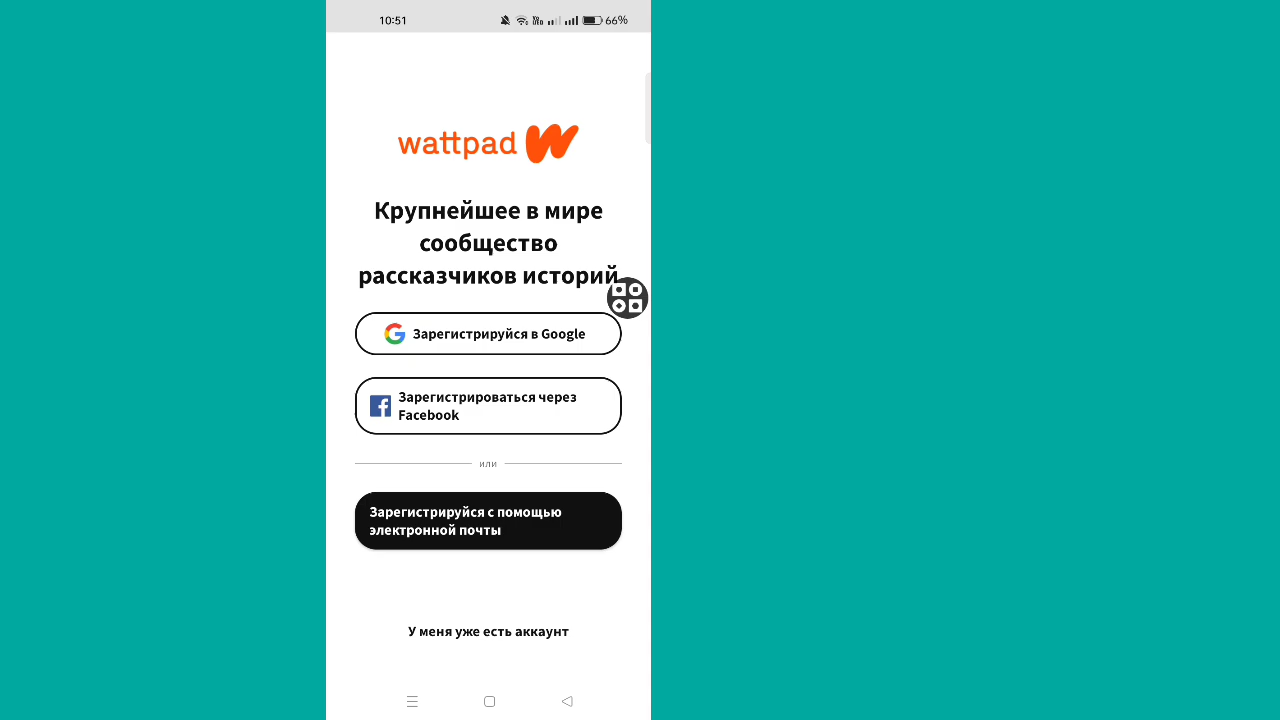 10:51
66%
wattpad
Крупнейшее в мире
сообщество
рассказчиков историй
Зарегистрируйся в Google
Зарегистрироваться через
Facebook
или
Зарегистрируйся с помощью
электронной почты
У меня уже есть аккаунт